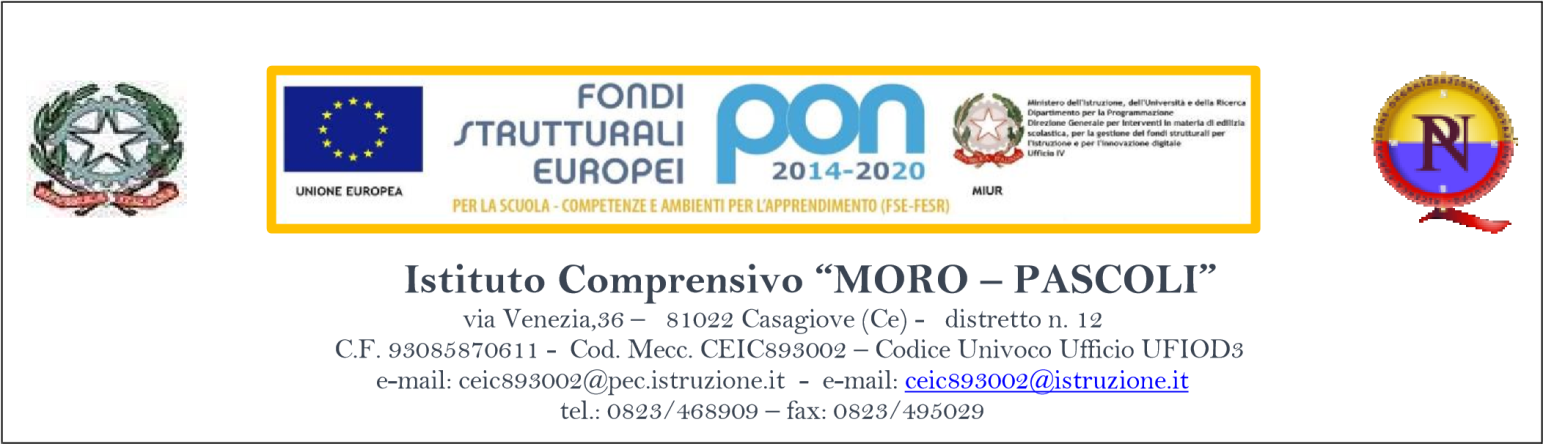 FONDI
STRUTTURALI
EUROPEI
pon
2014-2020
UNIONE EUROPEA
PER LA SCUOLA - COMPETENZE E AMBIENTI PER L'APPRENDIMENTO (FSE-FESR)
Ministero dell'Istruzione, dell'Università e della Ricerca
Dipartimento per la Programmazione
Direzione Generale per interventi in materia di edilizia
scolastica, per la gestione dei fondi strutturali per
l'istruzione e per l'innovazione digitale
Ufficio IV
MIUR
Istituto Comprensivo “MORO – PASCOLI”
via Venezia,36 – 81022 Casagiove (Ce) - distretto n. 12
C.F. 93085870611 - Cod. Mecc. CEIC893002 – Codice Univoco Ufficio UFIOD3
e-mail: ceic893002@pec.istruzione.it - e-mail: ceic893002@istruzione.it
tel.: 0823/468909 – fax: 0823/495029